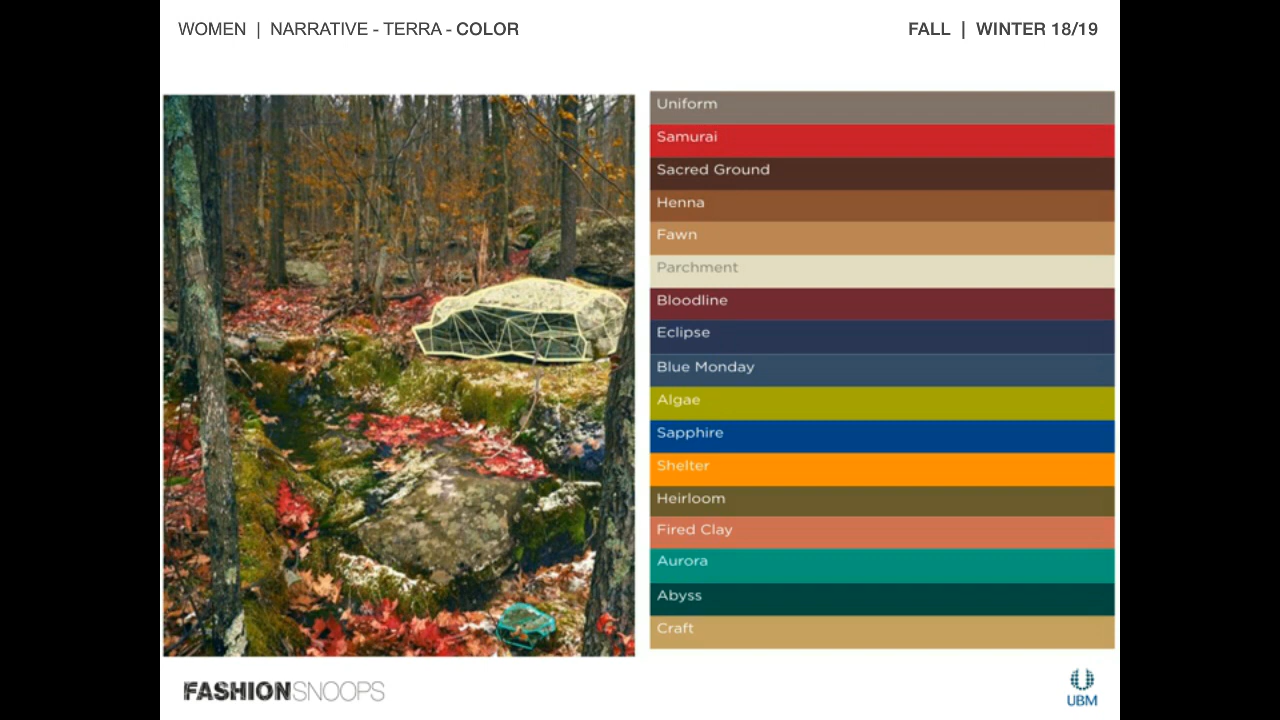 WOMEN | NARRATIVE - TERRA - COLOR
FALL | WINTER 18/19
Uniform
Samurai
Sacred Ground
Henna
Fawn
Parchment
Bloodline
Eclipse
Blue Monday
Algae
Sapphire
Shelter
Heirloom
Fired Clay
Aurora
Abyss
Craft
FASHIONSNOOPS
UBM